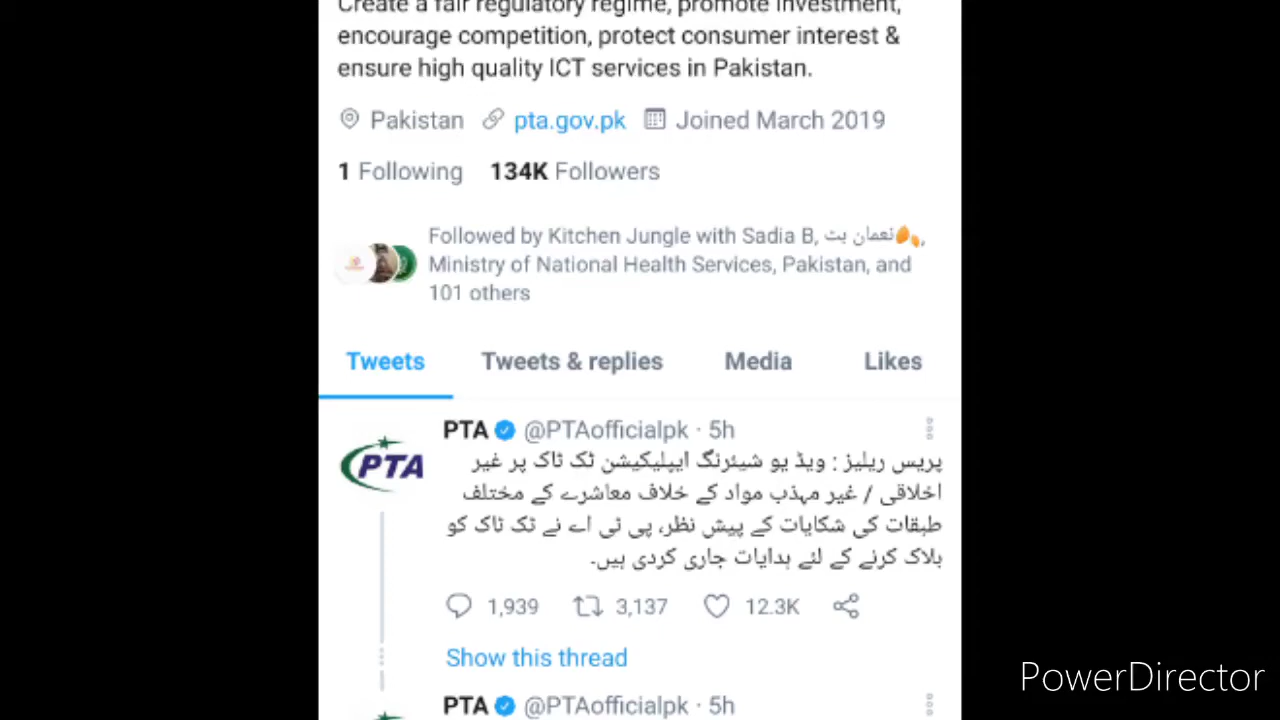 Create a fair regulatory regime, promote investment,
encourage competition, protect consumer interest &
ensure high quality ICT services in Pakistan.
Pakistan pta.gov.pk Joined March 2019
1 Following 134K Followers
Followed by Kitchen Jungle with Sadia B, نعمان بٹ,
Ministry of National Health Services, Pakistan, and
101 others
Tweets Tweets & replies Media Likes
PTA @PTAofficialpk · 5h
PTA
پریس ریلیز : ویڈ یو شیئرنگ ایپلیکیشن ٹک ٹاک پر غیر
اخلاقی / غیر مہذب مواد کے خلاف معاشرے کے مختلف
طبقات کی شکایات کے پیش نظر، پی ٹی اے نے ٹک ٹاک کو
بلاک کرنے کے لئے ہدایات جاری کردی ہیں۔
1,939 3,137 12.3K
Show this thread
PTA @PTAofficialpk · 5h
PowerDirector